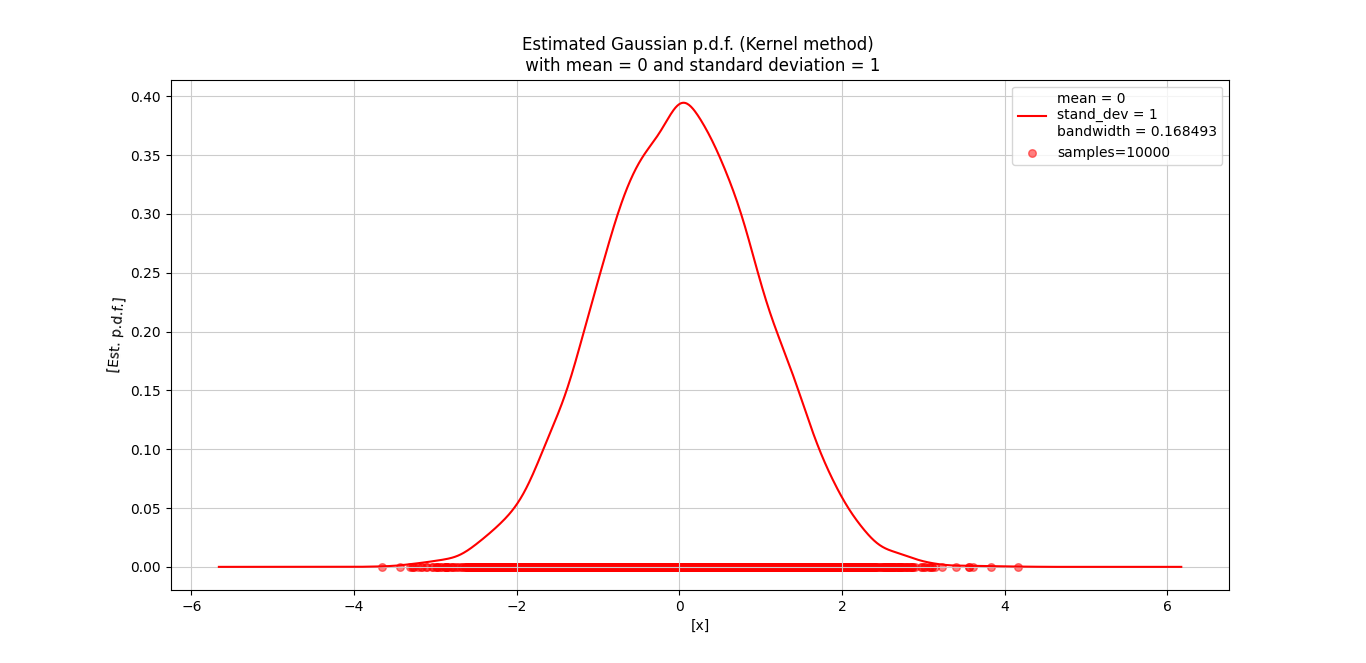 Estimated Gaussian p.d.f. (Kernel method)
with mean = 0 and standard deviation = 1
mean = 0
stand_dev = 1
bandwidth = 0.168493
samples=10000
[Est. p.d.f.]
0.40
0.35
0.30
0.25
0.20
0.15
0.10
0.05
0.00
−6 −4 −2 0 2 4 6
[x]